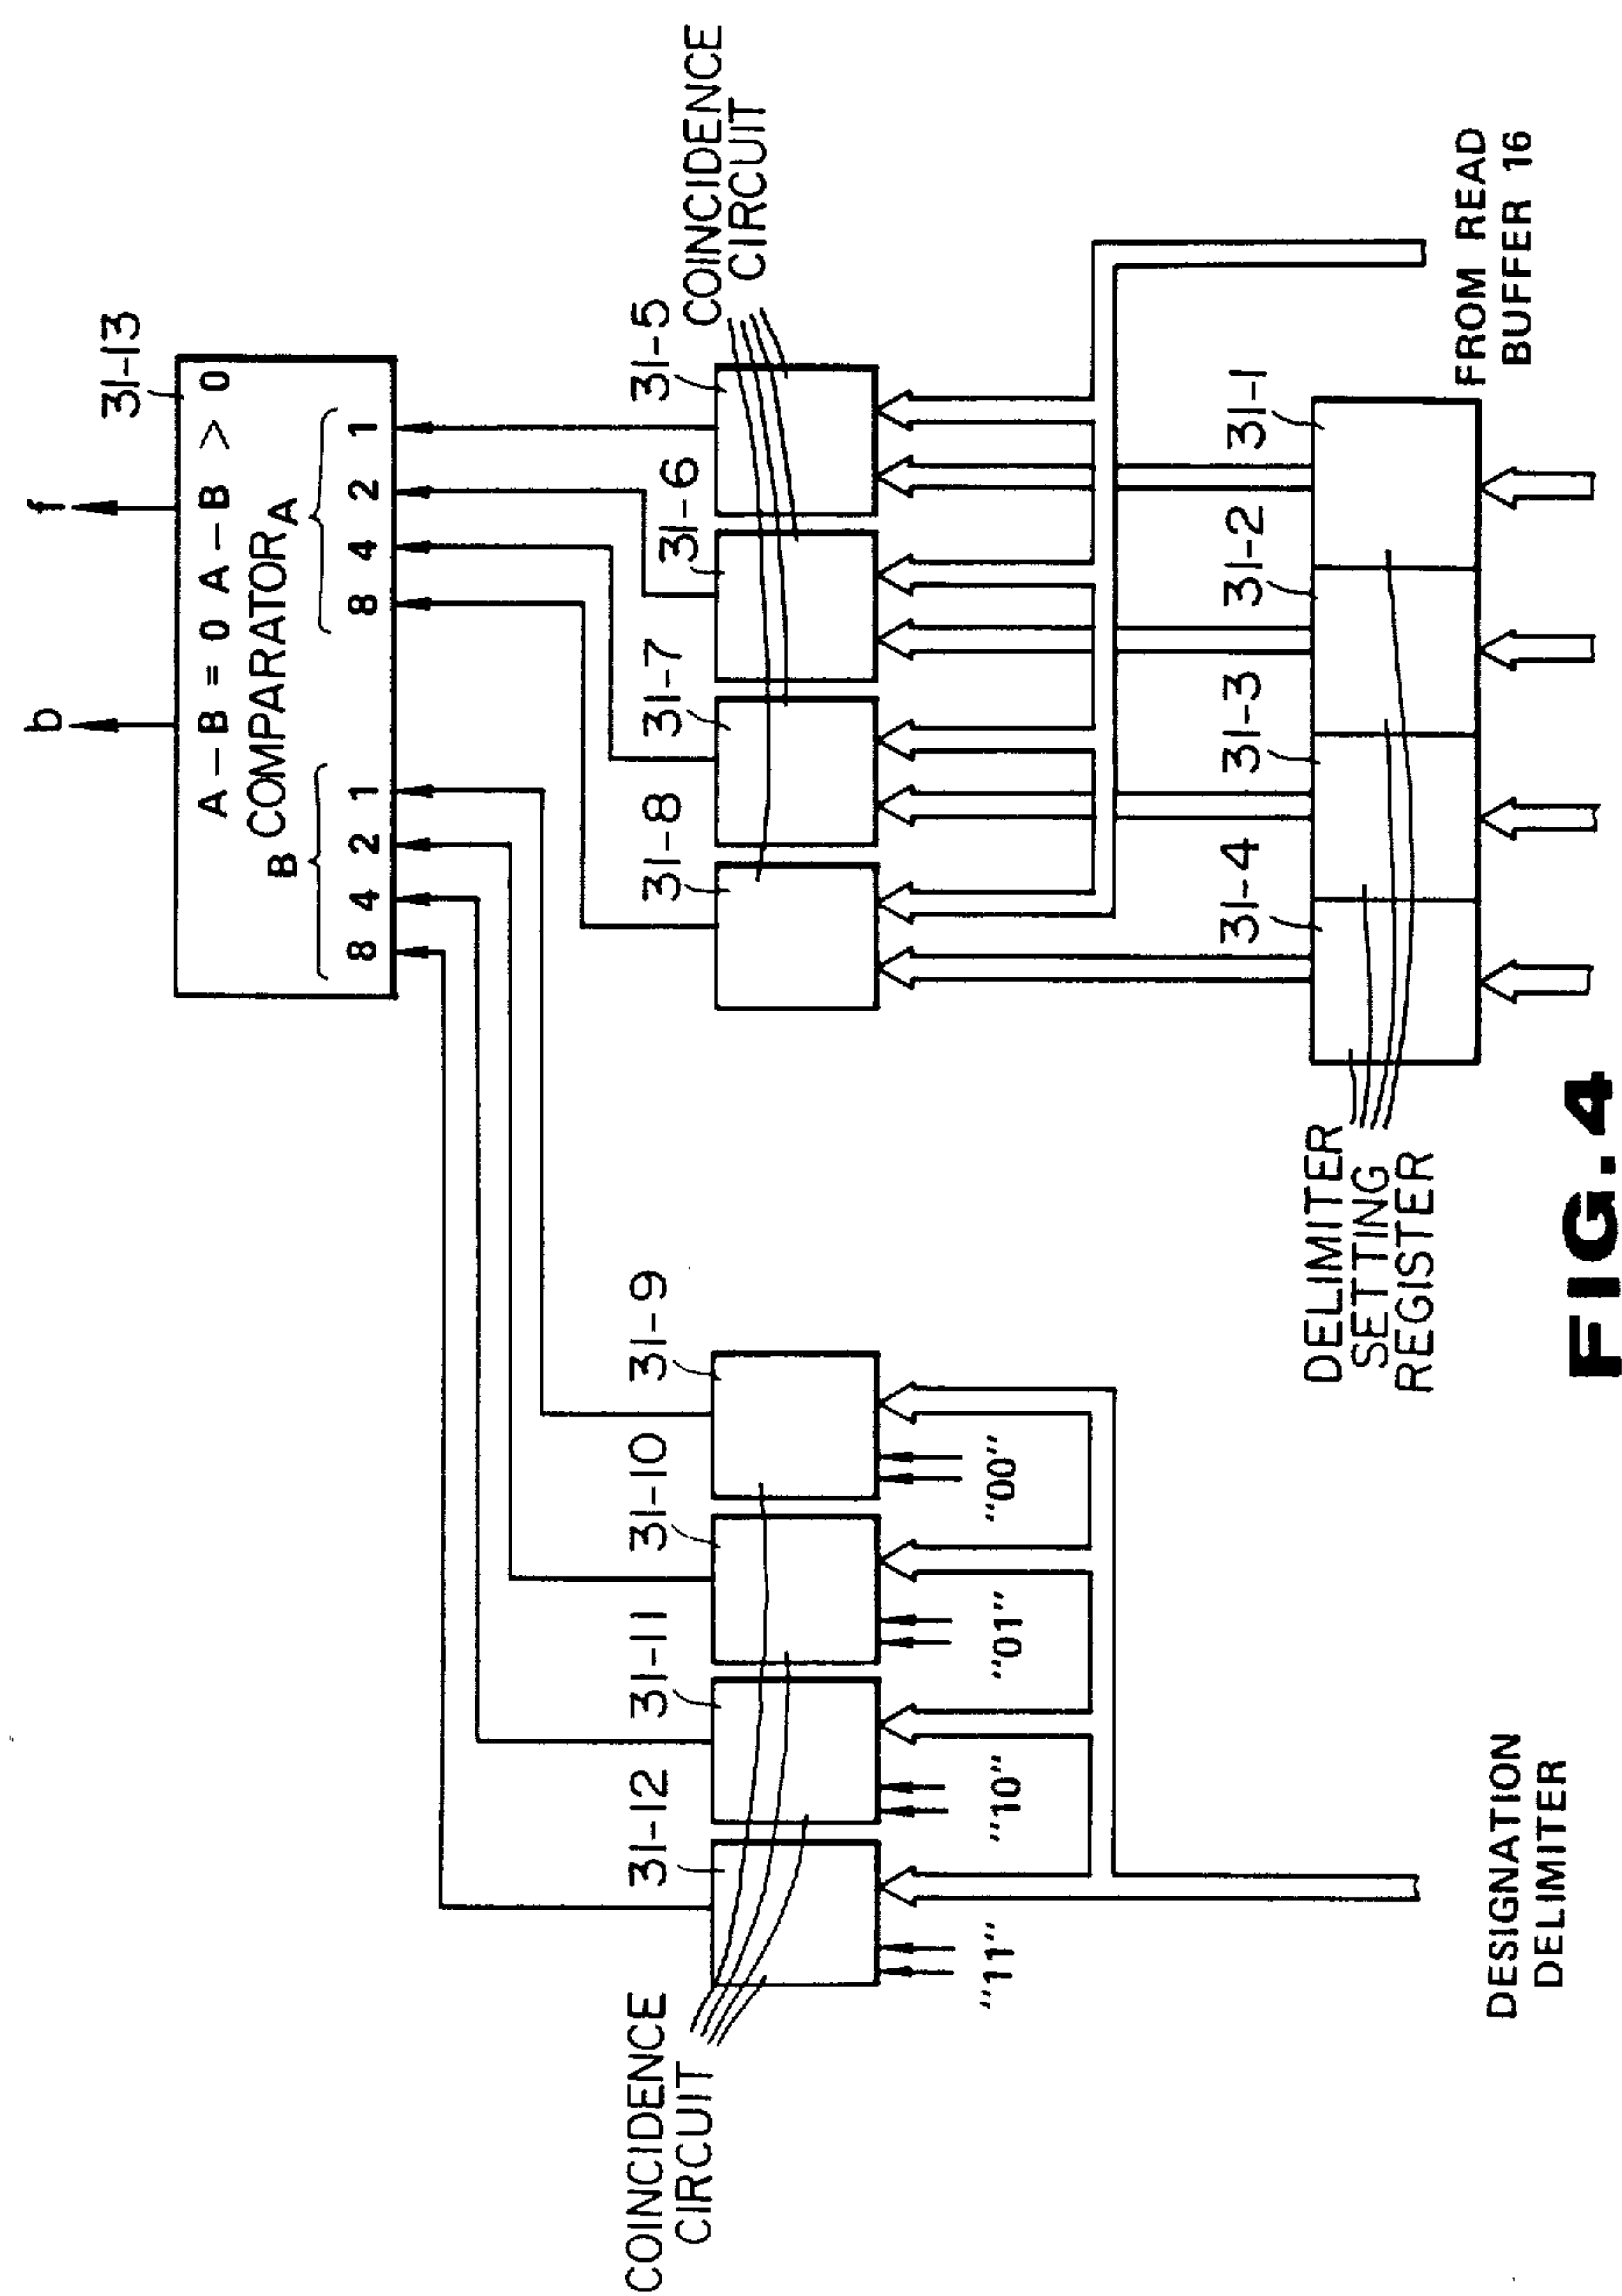 b
f
31-13
A-B=0 A-B>0
COMPARATOR
B
A
8 4 2 1
8 4 2 1
COINCIDENCE
CIRCUIT
31-12
31-11
31-10
31-9
31-8
31-7
31-6
31-5
COINCIDENCE
CIRCUIT
"11"
"10"
"01"
"00"
DELIMITER
SETTING
REGISTER
31-4
31-3
31-2
31-1
DESIGNATION
DELIMITER
FROM READ
BUFFER 16
FIG.4